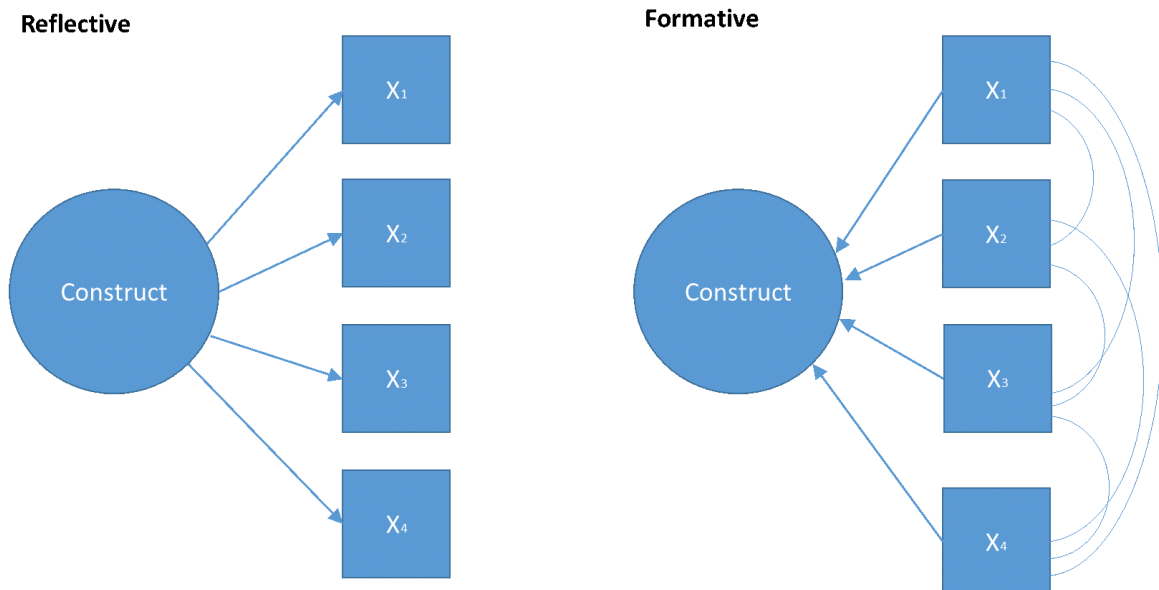 Reflective
Construct
X₁
X₂
X₃
X₄
Formative
Construct
X₁
X₂
X₃
X₄